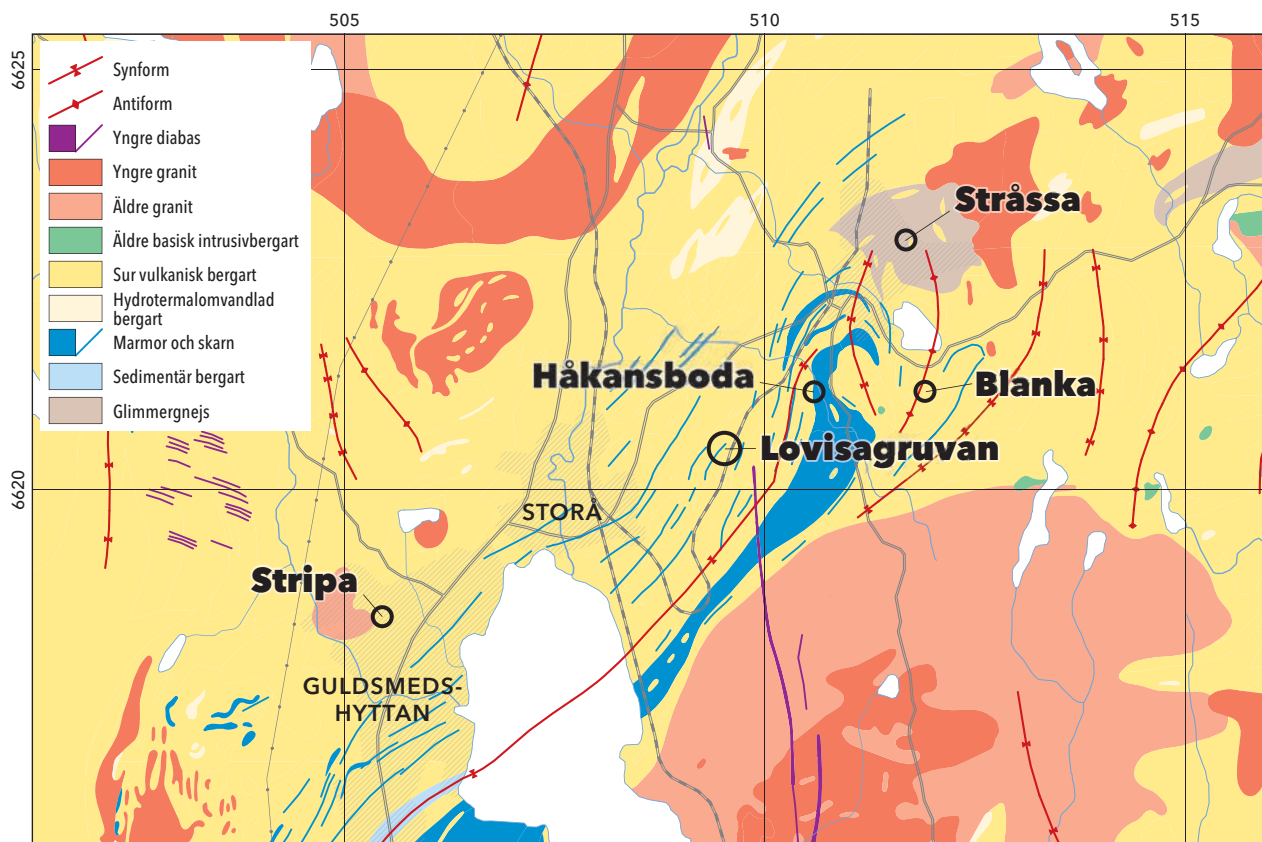 505
510
515
6625
6620
Synform
Antiform
Yngre diabas
Yngre granit
Äldre granit
Äldre basisk intrusivbergart
Sur vulkanisk bergart
Hydrotermalomvandlad
bergart
Marmor och skarn
Sedimentär bergart
Glimmergnejs
Stråssa
Håkansboda
Blanka
Lovisagruvan
STORÅ
Stripa
GULDSMEDS-
HYTTAN